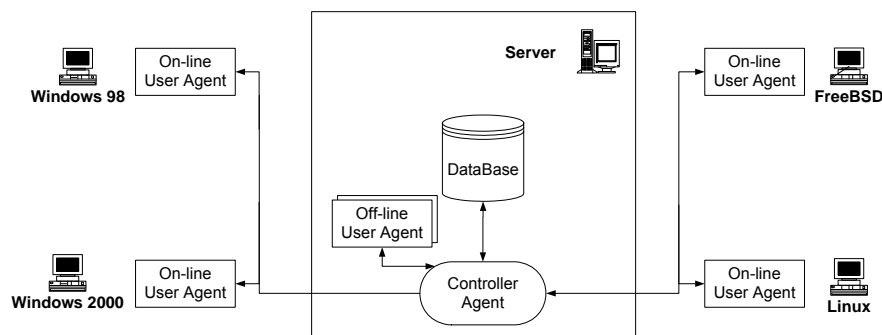 On-line
User Agent
Windows 98
Server
On-line
User Agent
FreeBSD
DataBase
Off-line
User Agent
On-line
User Agent
Windows 2000
Controller
Agent
On-line
User Agent
Linux